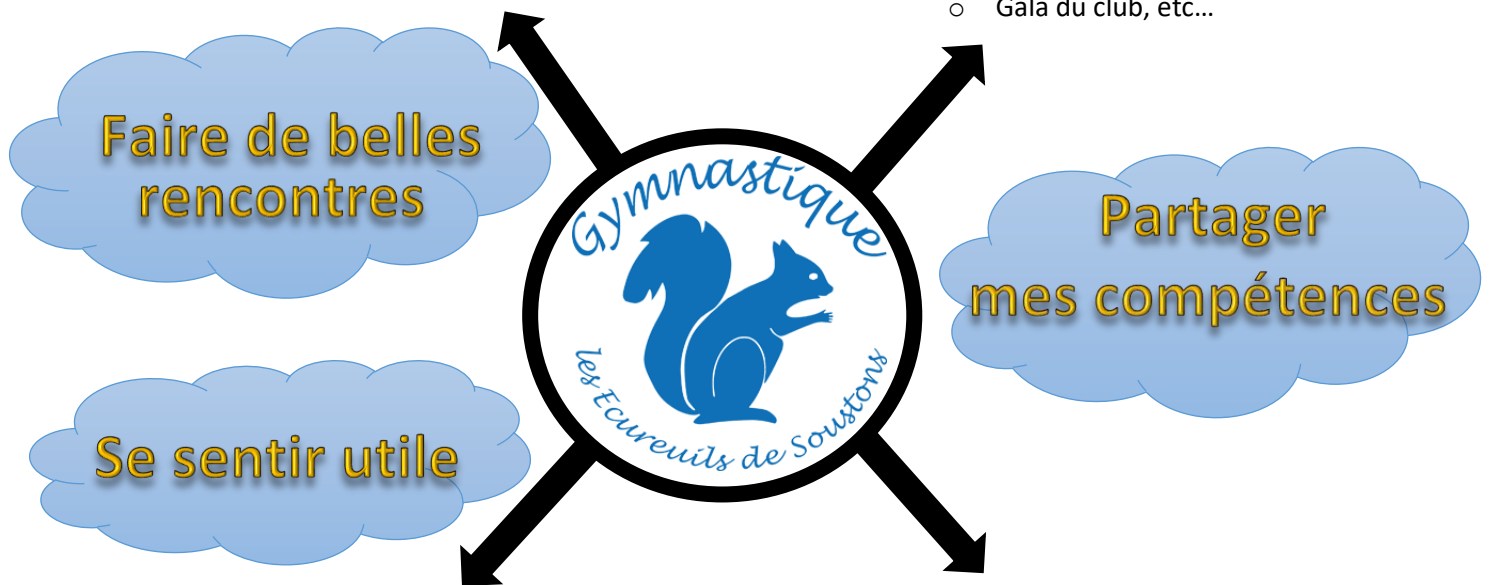 o Gala du club, etc…
Faire de belles
rencontres
Gymnastique
les Ecureuils de Soustons
Partager
mes compétences
Se sentir utile